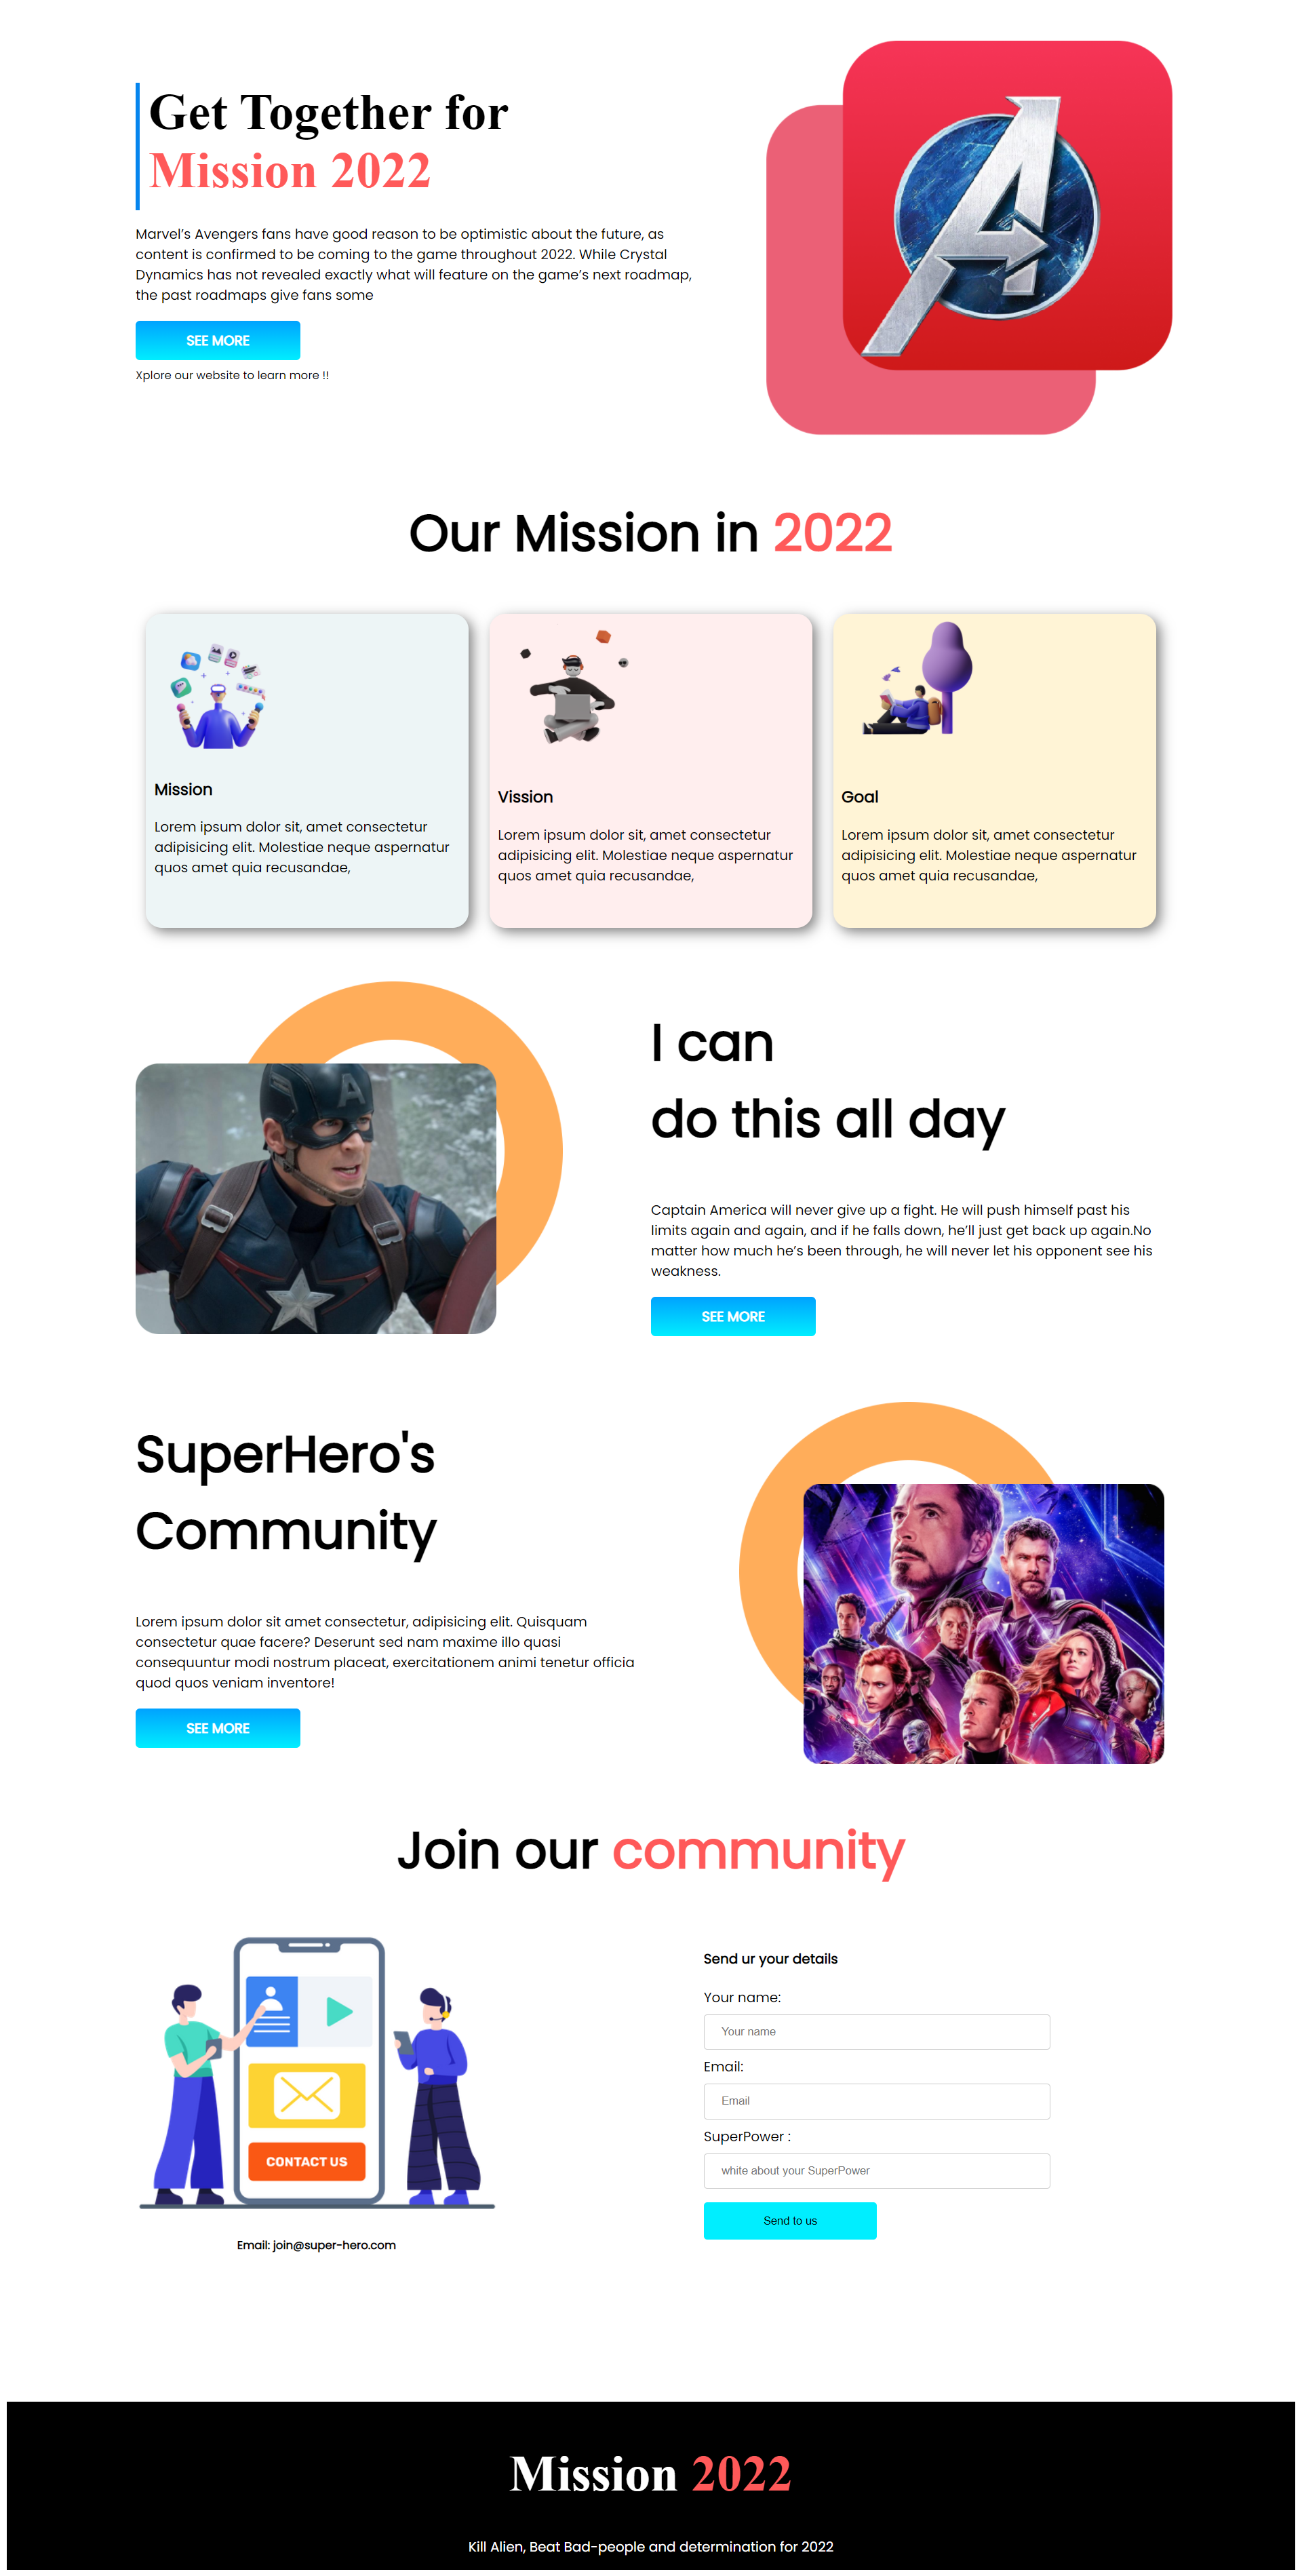 Get Together for
Mission 2022
Marvel’s Avengers fans have good reason to be optimistic about the future, as
content is confirmed to be coming to the game throughout 2022. While Crystal
Dynamics has not revealed exactly what will feature on the game’s next roadmap,
the past roadmaps give fans some
SEE MORE
Xplore our website to learn more !!
Our Mission in 2022
Mission
Lorem ipsum dolor sit, amet consectetur
adipisicing elit. Molestiae neque aspernatur
quos amet quia recusandae,
Vission
Lorem ipsum dolor sit, amet consectetur
adipisicing elit. Molestiae neque aspernatur
quos amet quia recusandae,
Goal
Lorem ipsum dolor sit, amet consectetur
adipisicing elit. Molestiae neque aspernatur
quos amet quia recusandae,
A
I can
do this all day
Captain America will never give up a fight. He will push himself past his
limits again and again, and if he falls down, he’ll just get back up again.No
matter how much he’s been through, he will never let his opponent see his
weakness.
SEE MORE
SuperHero's
Community
Lorem ipsum dolor sit amet consectetur, adipisicing elit. Quisquam
consectetur quae facere? Deserunt sed nam maxime illo quasi
consequuntur modi nostrum placeat, exercitationem animi tenetur officia
quod quos veniam inventore!
SEE MORE
Join our community
CONTACT US
Email: join@super-hero.com
Send ur your details
Your name:
Your name
Email:
Email
SuperPower :
white about your SuperPower
Send to us
Mission 2022
Kill Alien, Beat Bad-people and determination for 2022